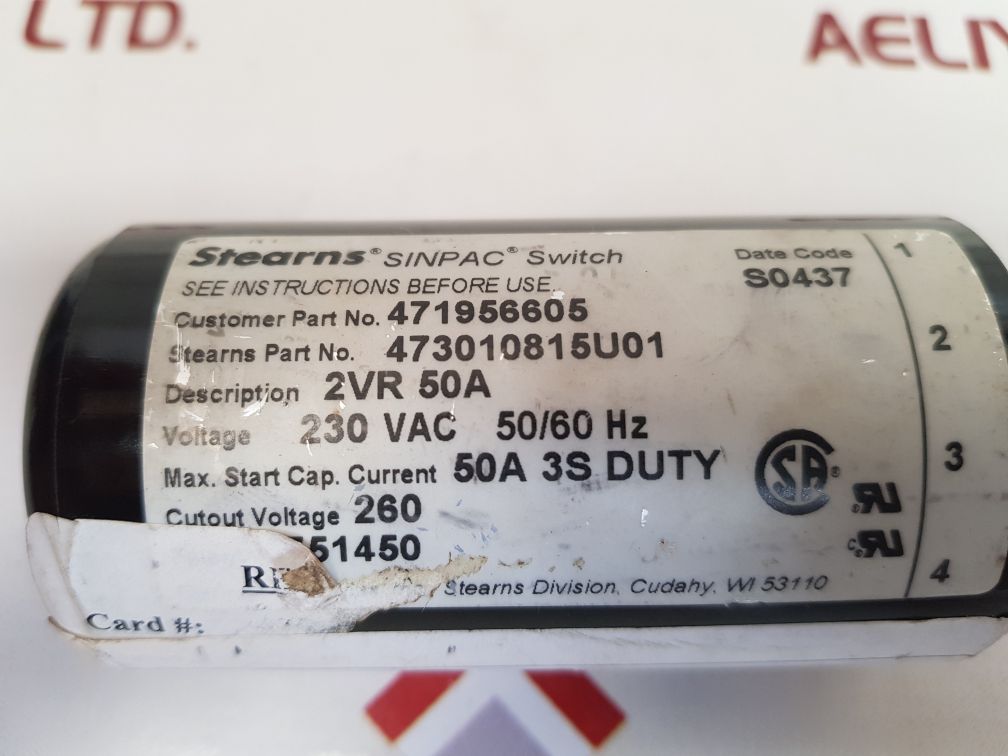 LTD.
AELIY
Stearns® SINPAC® Switch
Date Code
S0437
SEE INSTRUCTIONS BEFORE USE.
Customer Part No. 471956605
Stearns Part No. 473010815U01
Description 2VR 50A
Voltage 230 VAC 50/60 Hz
Max. Start Cap. Current 50A 3S DUTY
Cutout Voltage 260
51450
Stearns Division, Cudahy, WI 53110
1
2
3
4
Card #: